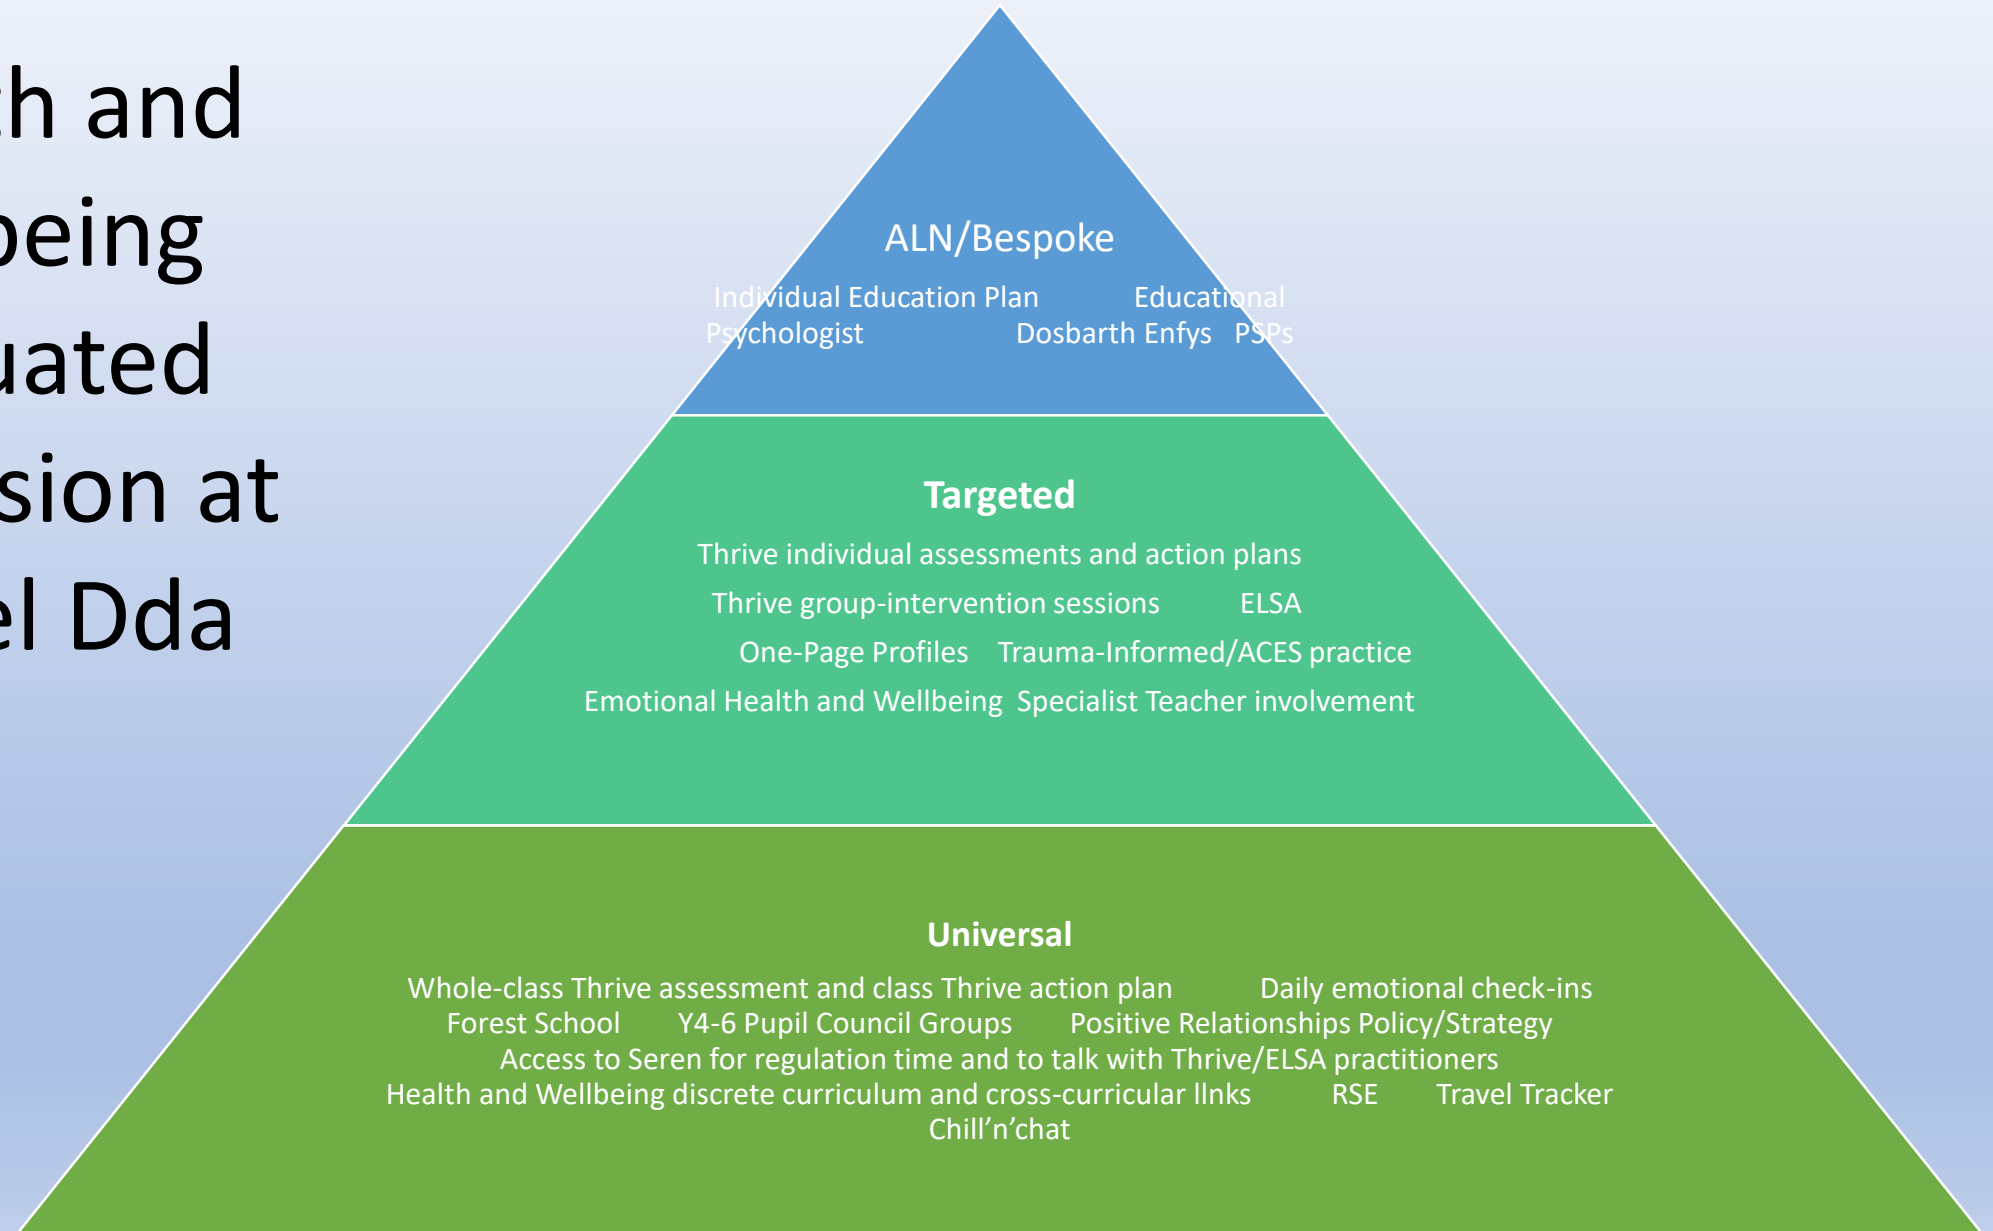 h and
being
uated
sion at
el Dda
ALN/Bespoke
Individual Education Plan Educational
Psychologist Dosbarth Enfys PSPs
Targeted
Thrive individual assessments and action plans
Thrive group-intervention sessions ELSA
One-Page Profiles Trauma-Informed/ACES practice
Emotional Health and Wellbeing Specialist Teacher involvement
Universal
Whole-class Thrive assessment and class Thrive action plan Daily emotional check-ins
Forest School Y4-6 Pupil Council Groups Positive Relationships Policy/Strategy
Access to Seren for regulation time and to talk with Thrive/ELSA practitioners
Health and Wellbeing discrete curriculum and cross-curricular llnks RSE Travel Tracker
Chill'n'chat